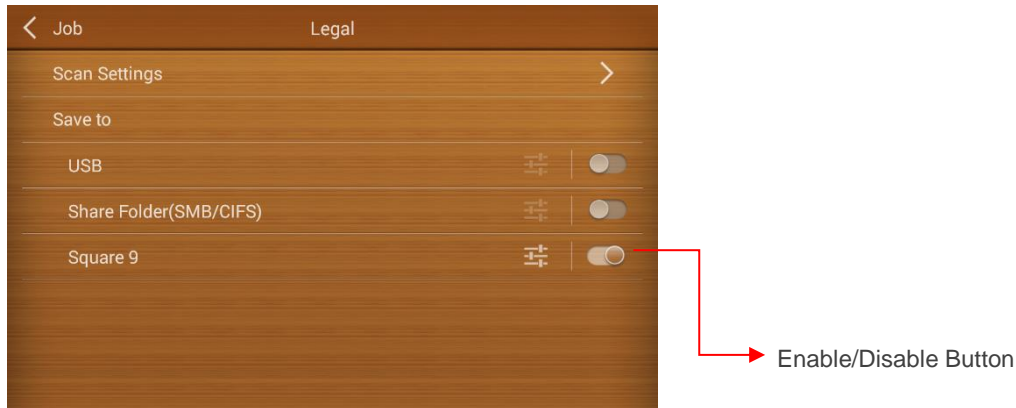 Job Legal
Scan Settings
Save to
USB
Share Folder(SMB/CIFS)
Square 9
Enable/Disable Button